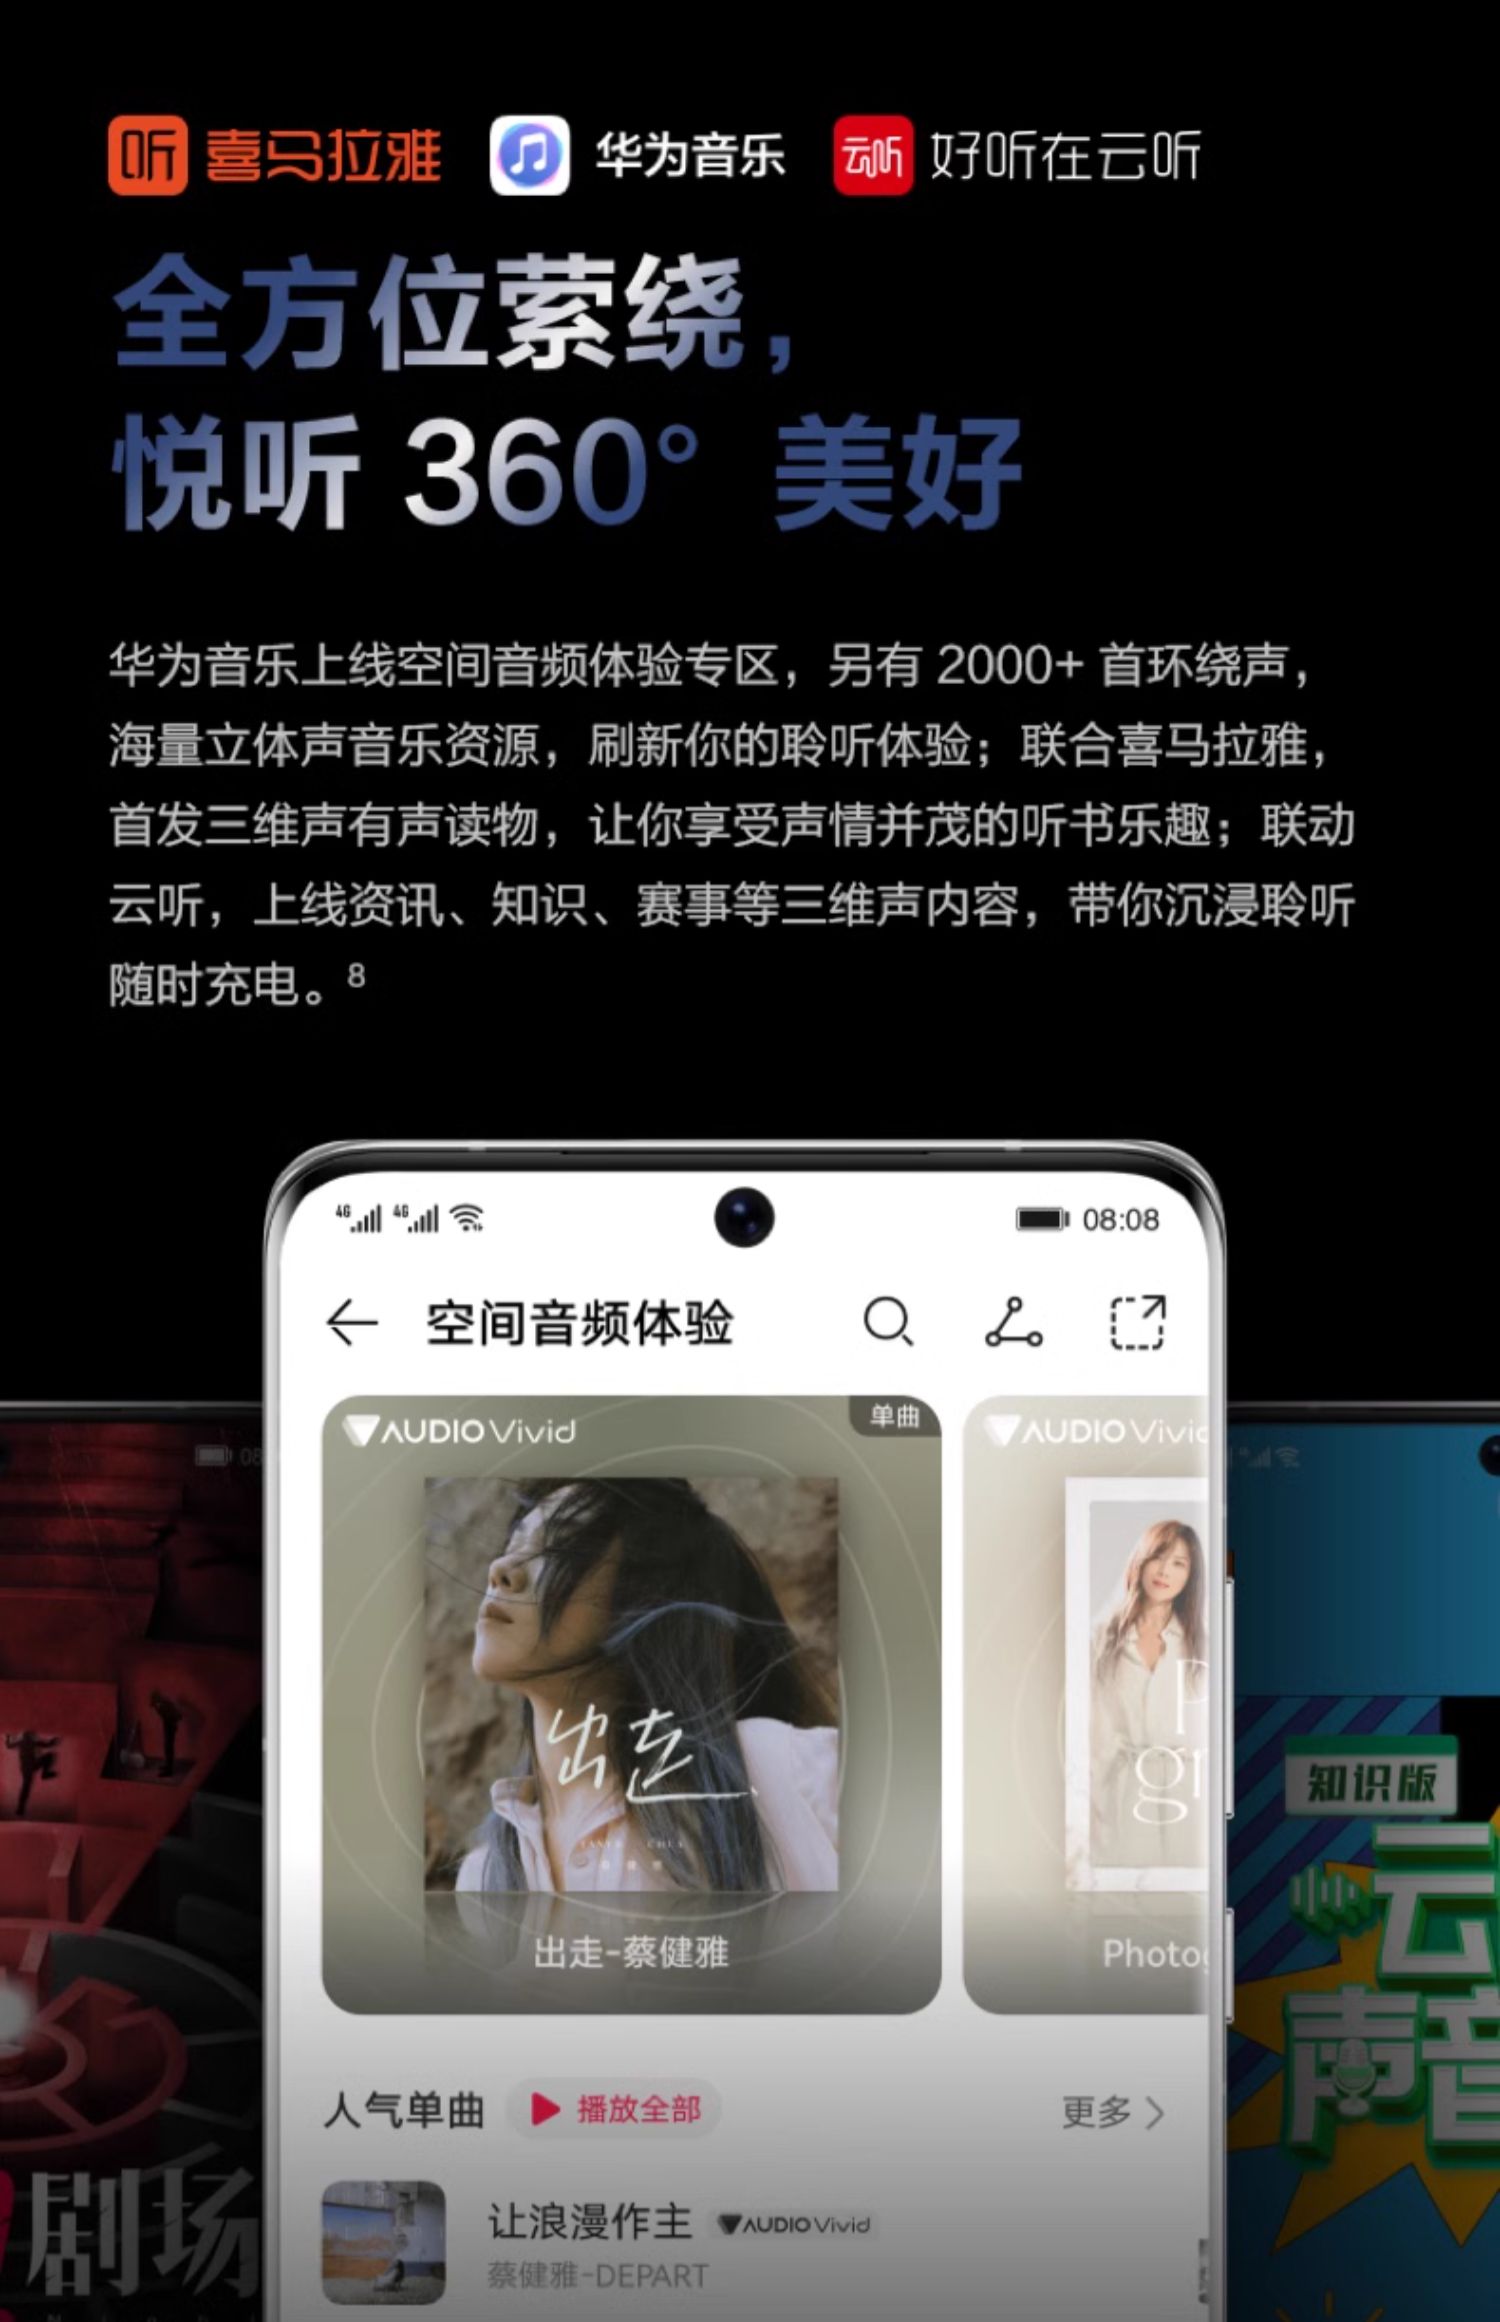 听 喜马拉雅 华为音乐 云听 好听在云听
全方位萦绕，
悦听 360° 美好
华为音乐上线空间音频体验专区，另有 2000+ 首环绕声，
海量立体声音乐资源，刷新你的聆听体验；联合喜马拉雅，
首发三维声有声读物，让你享受声情并茂的听书乐趣；联动
云听，上线资讯、知识、赛事等三维声内容，带你沉浸聆听
随时充电。8
4G 4G 08:08
空间音频体验
08
AUDIO Vivid 单曲
AUDIO Vivid
出走
出走-蔡健雅
Photog
知识版
云
声音
人气单曲 播放全部 更多
剧场
让浪漫作主 AUDIO Vivid
蔡健雅-DEPART